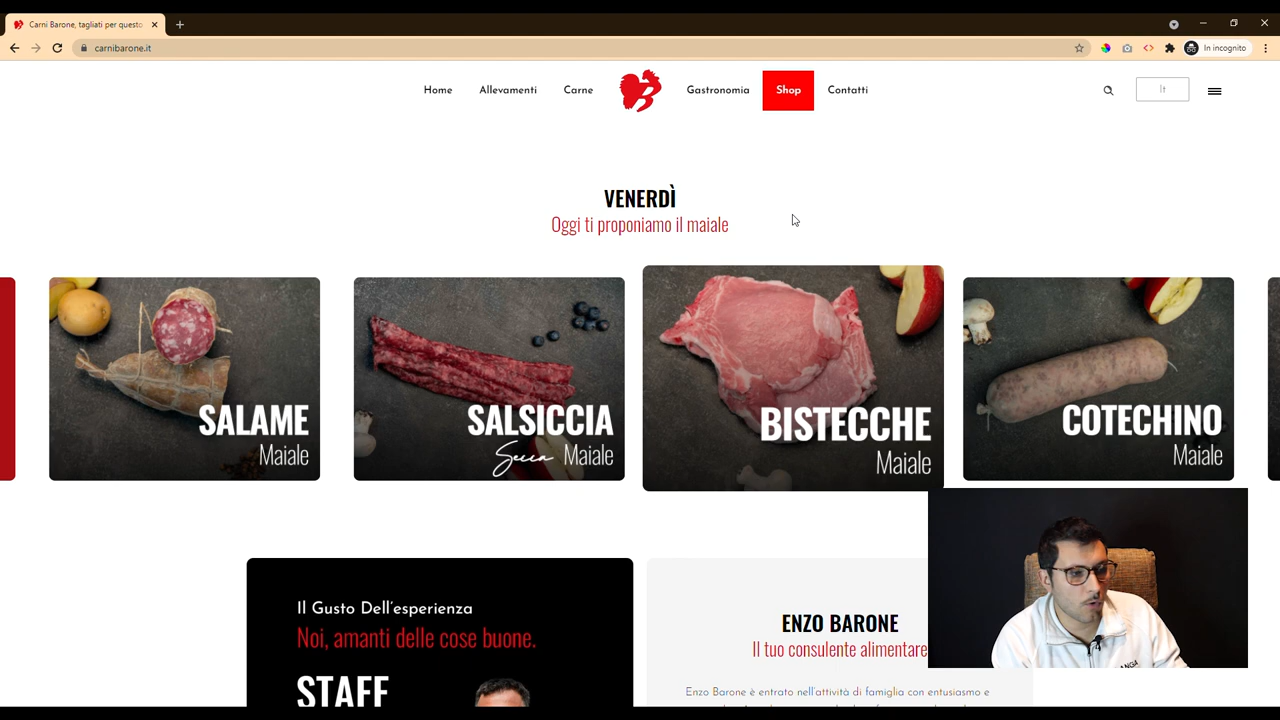 Carni Barone, tagliati per questo
carnibarone.it
In incognito
Home
Allevamenti
Carne
Gastronomia
Shop
Contatti
It
VENERDÌ
Oggi ti proponiamo il maiale
SALAME
Maiale
SALSICCIA
Secca Maiale
BISTECCHE
Maiale
COTECHINO
Maiale
Il Gusto Dell'esperienza
Noi, amanti delle cose buone.
STAFF
ENZO BARONE
Il tuo consulente alimentare
Enzo Barone è entrato nell'attività di famiglia con entusiasmo e